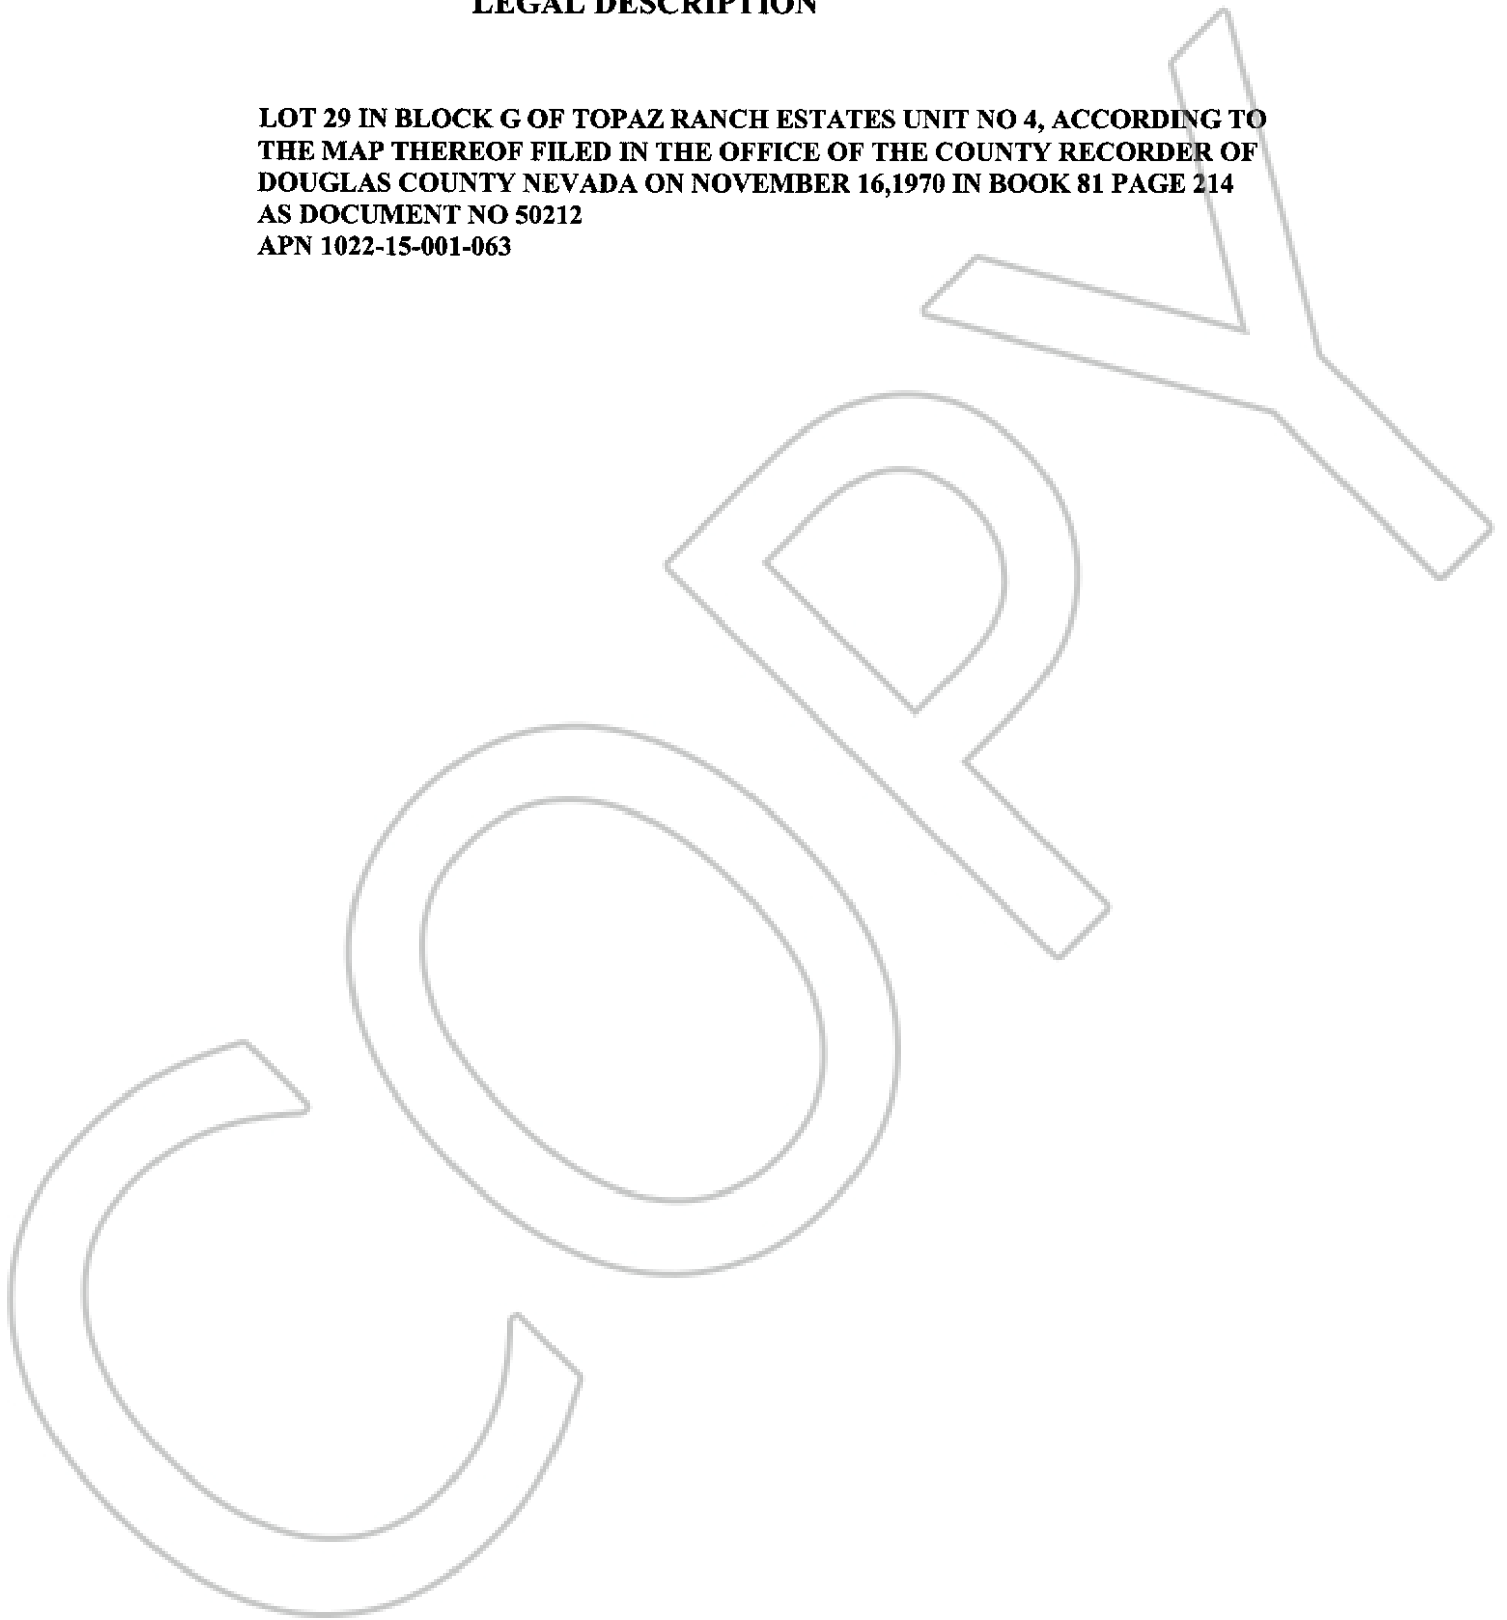 LEGAL DESCRIPTION
LOT 29 IN BLOCK G OF TOPAZ RANCH ESTATES UNIT NO 4, ACCORDING TO
THE MAP THEREOF FILED IN THE OFFICE OF THE COUNTY RECORDER OF
DOUGLAS COUNTY NEVADA ON NOVEMBER 16,1970 IN BOOK 81 PAGE 214
AS DOCUMENT NO 50212
APN 1022-15-001-063
COPY